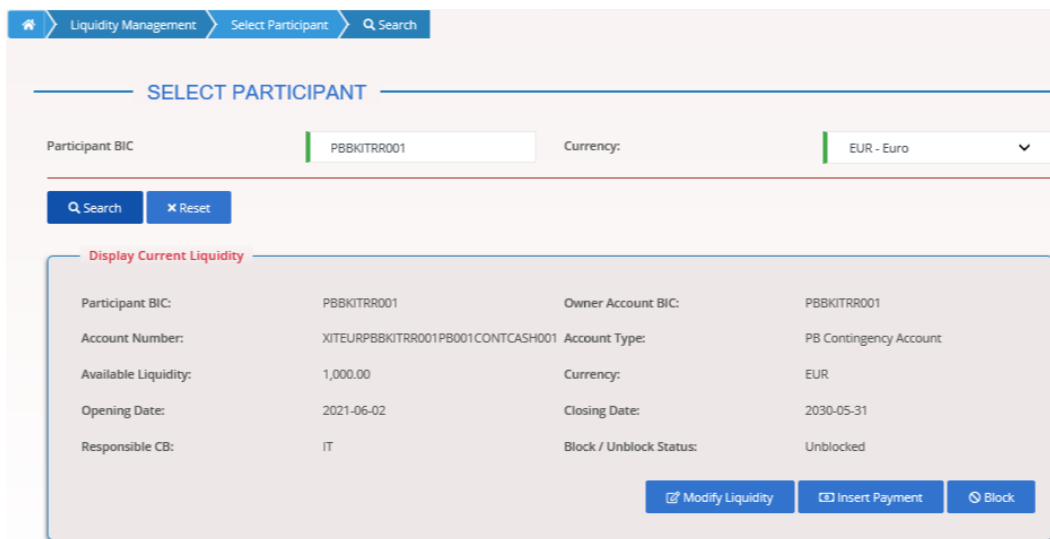 Liquidity Management Select Participant Search
SELECT PARTICIPANT
Participant BIC PBBKITRR001 Currency: EUR - Euro
Search Reset
Display Current Liquidity
Participant BIC: PBBKITRR001 Owner Account BIC: PBBKITRR001
Account Number: XITEURPBBKITRR001PB001CONTCASH001 Account Type: PB Contingency Account
Available Liquidity: 1,000.00 Currency: EUR
Opening Date: 2021-06-02 Closing Date: 2030-05-31
Responsible CB: IT Block / Unblock Status: Unblocked
Modify Liquidity Insert Payment Block